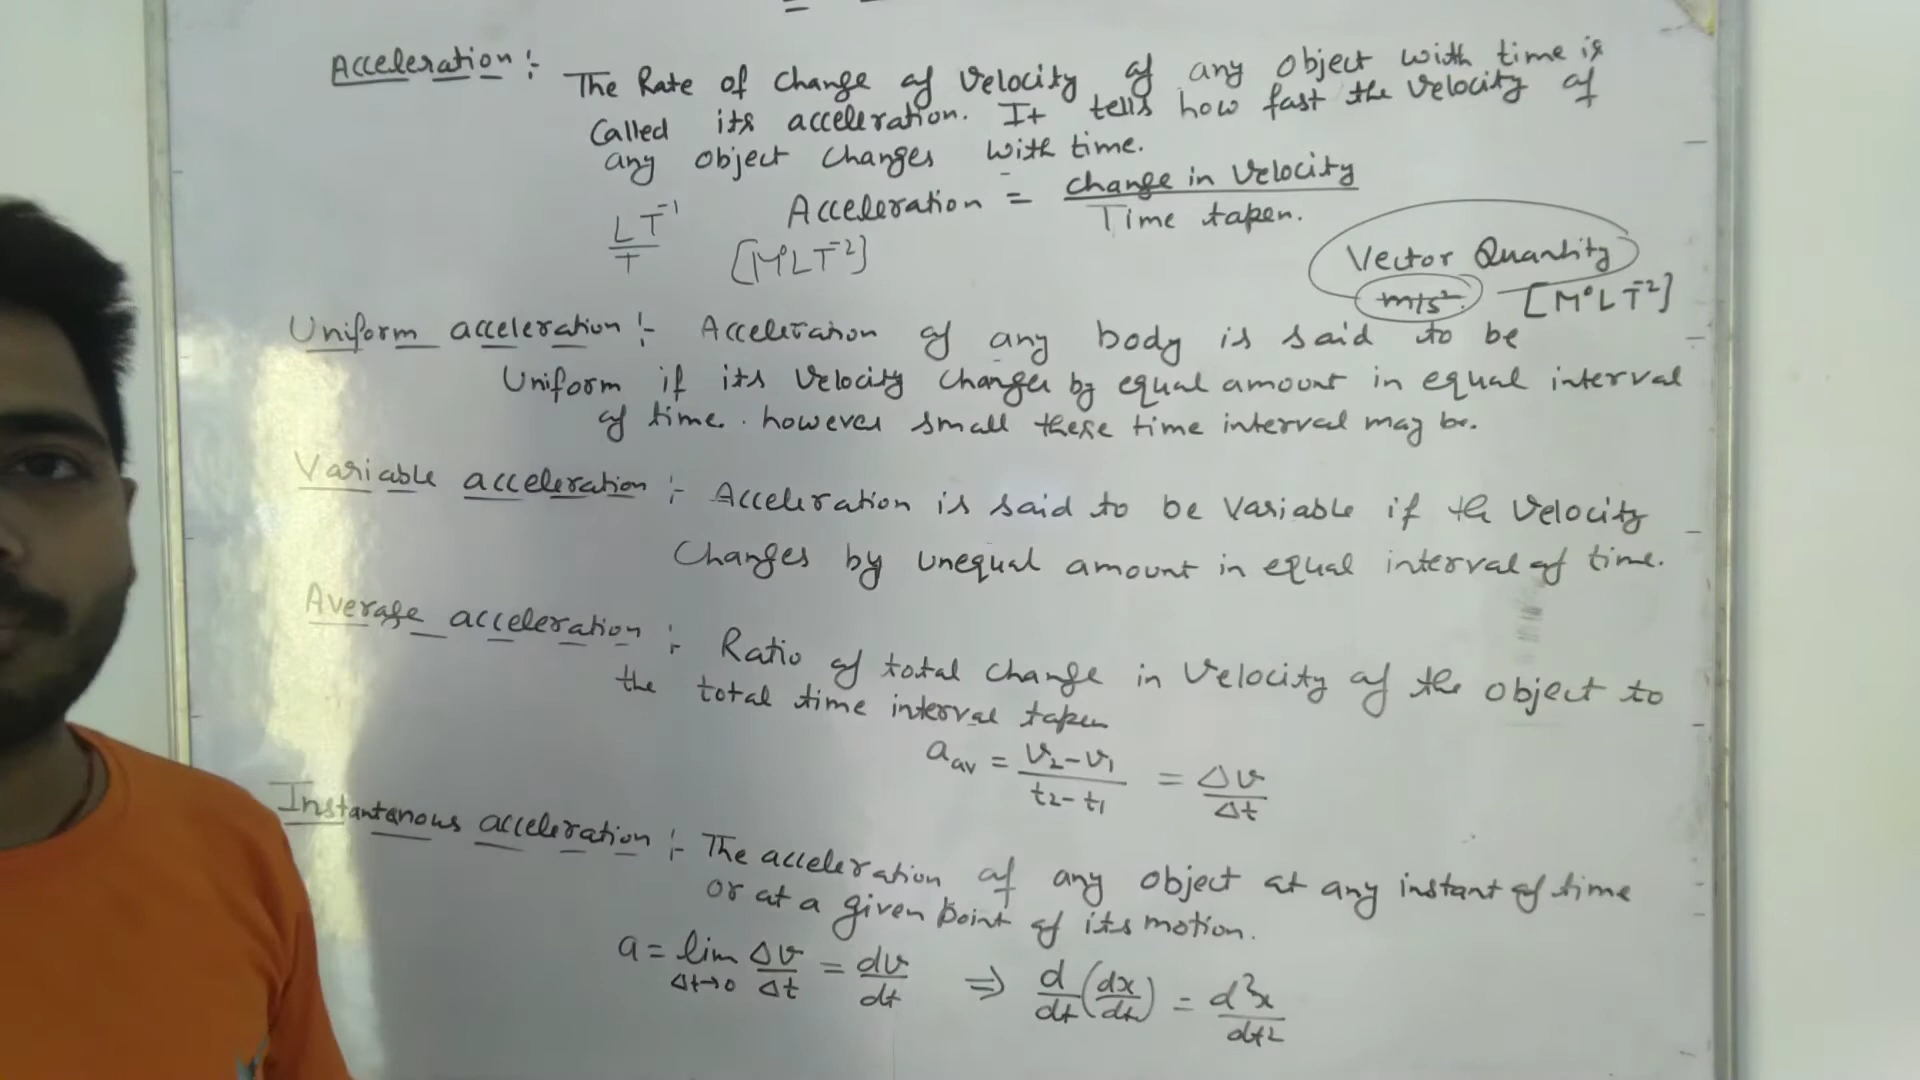 Acceleration :- The Rate of change of velocity of any object with time is
called its acceleration. It tells how fast the velocity of
any object changes with time.
Acceleration = change in velocity / Time taken.
LT⁻¹ / T [M⁰LT⁻²]
Vector Quantity
m/s². [M⁰LT⁻²]
Uniform acceleration :- Acceleration of any body is said to be
Uniform if its velocity changes by equal amount in equal interval
of time. however small these time interval may be.
Variable acceleration :- Acceleration is said to be variable if the velocity
changes by unequal amount in equal interval of time.
Average acceleration :- Ratio of total change in velocity of the object to
the total time interval taken
a_av = v₂-v₁ / t₂-t₁ = Δv / Δt
Instantanous acceleration :- The acceleration of any object at any instant of time
or at a given point of its motion.
a = lim Δt→0 Δv/Δt = dv/dt ⇒ d/dt (dx/dt) = d²x/dt²